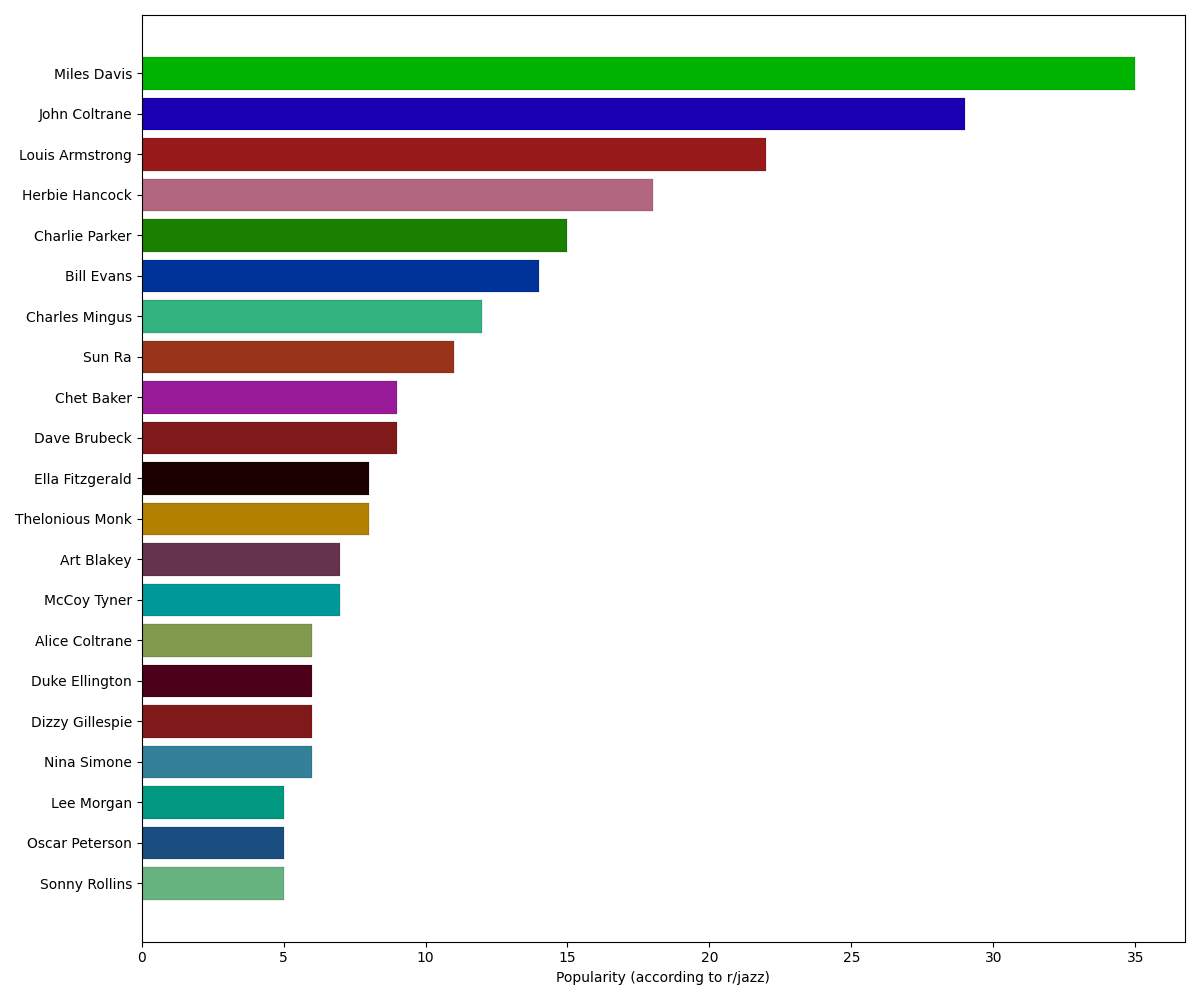 Miles Davis
John Coltrane
Louis Armstrong
Herbie Hancock
Charlie Parker
Bill Evans
Charles Mingus
Sun Ra
Chet Baker
Dave Brubeck
Ella Fitzgerald
Thelonious Monk
Art Blakey
McCoy Tyner
Alice Coltrane
Duke Ellington
Dizzy Gillespie
Nina Simone
Lee Morgan
Oscar Peterson
Sonny Rollins
0 5 10 15 20 25 30 35
Popularity (according to r/jazz)